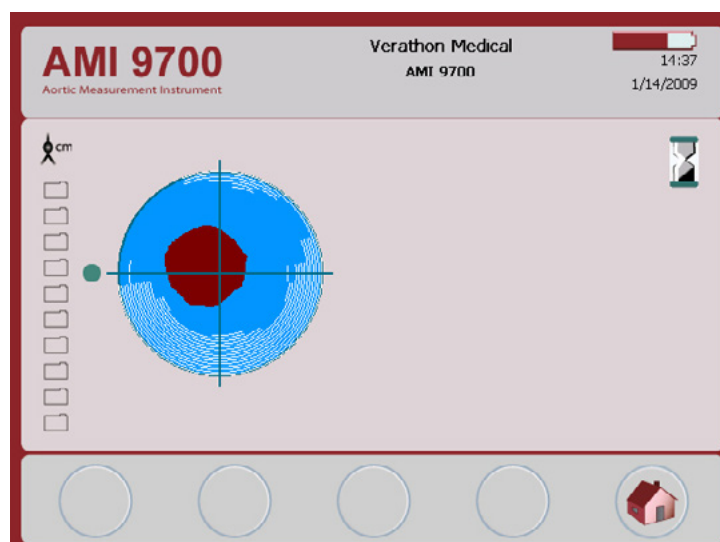 AMI 9700
Aortic Measurement Instrument
Verathon Medical
AMI 9700
14:37
1/14/2009
cm